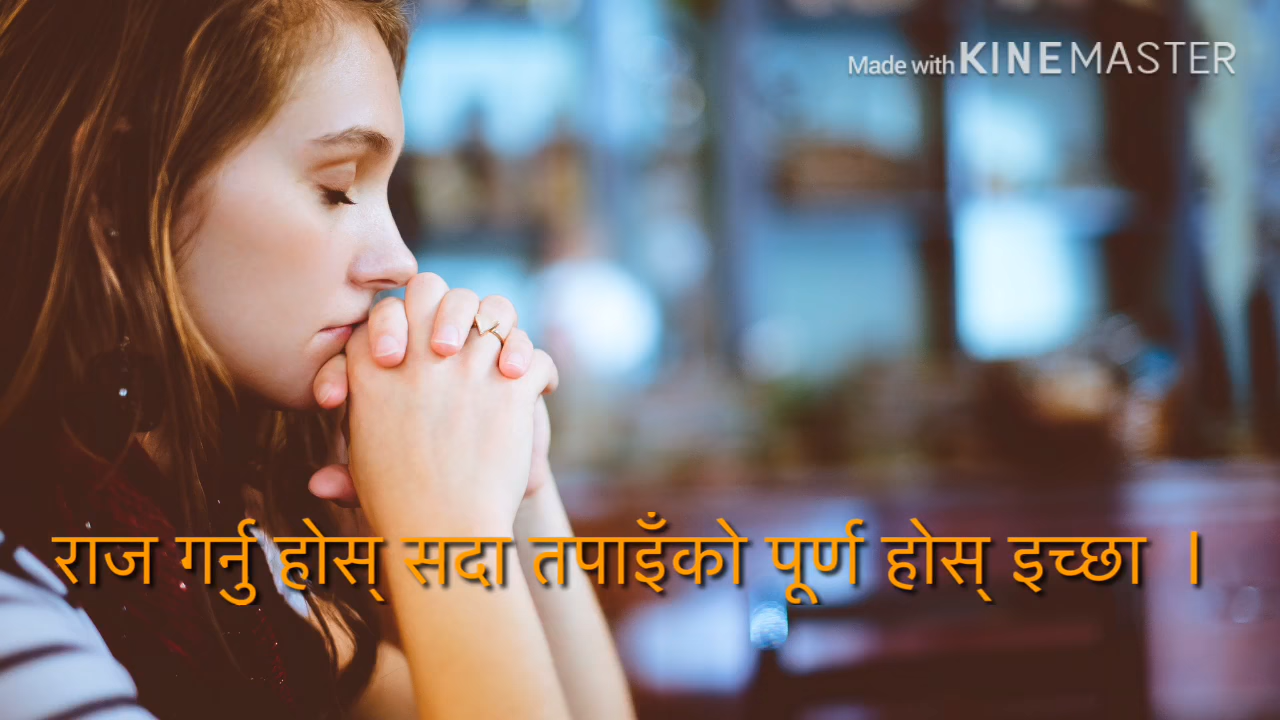 Made with KINEMASTER
राज गर्नु होस् सदा तपाइँको पूर्ण होस् इच्छा ।